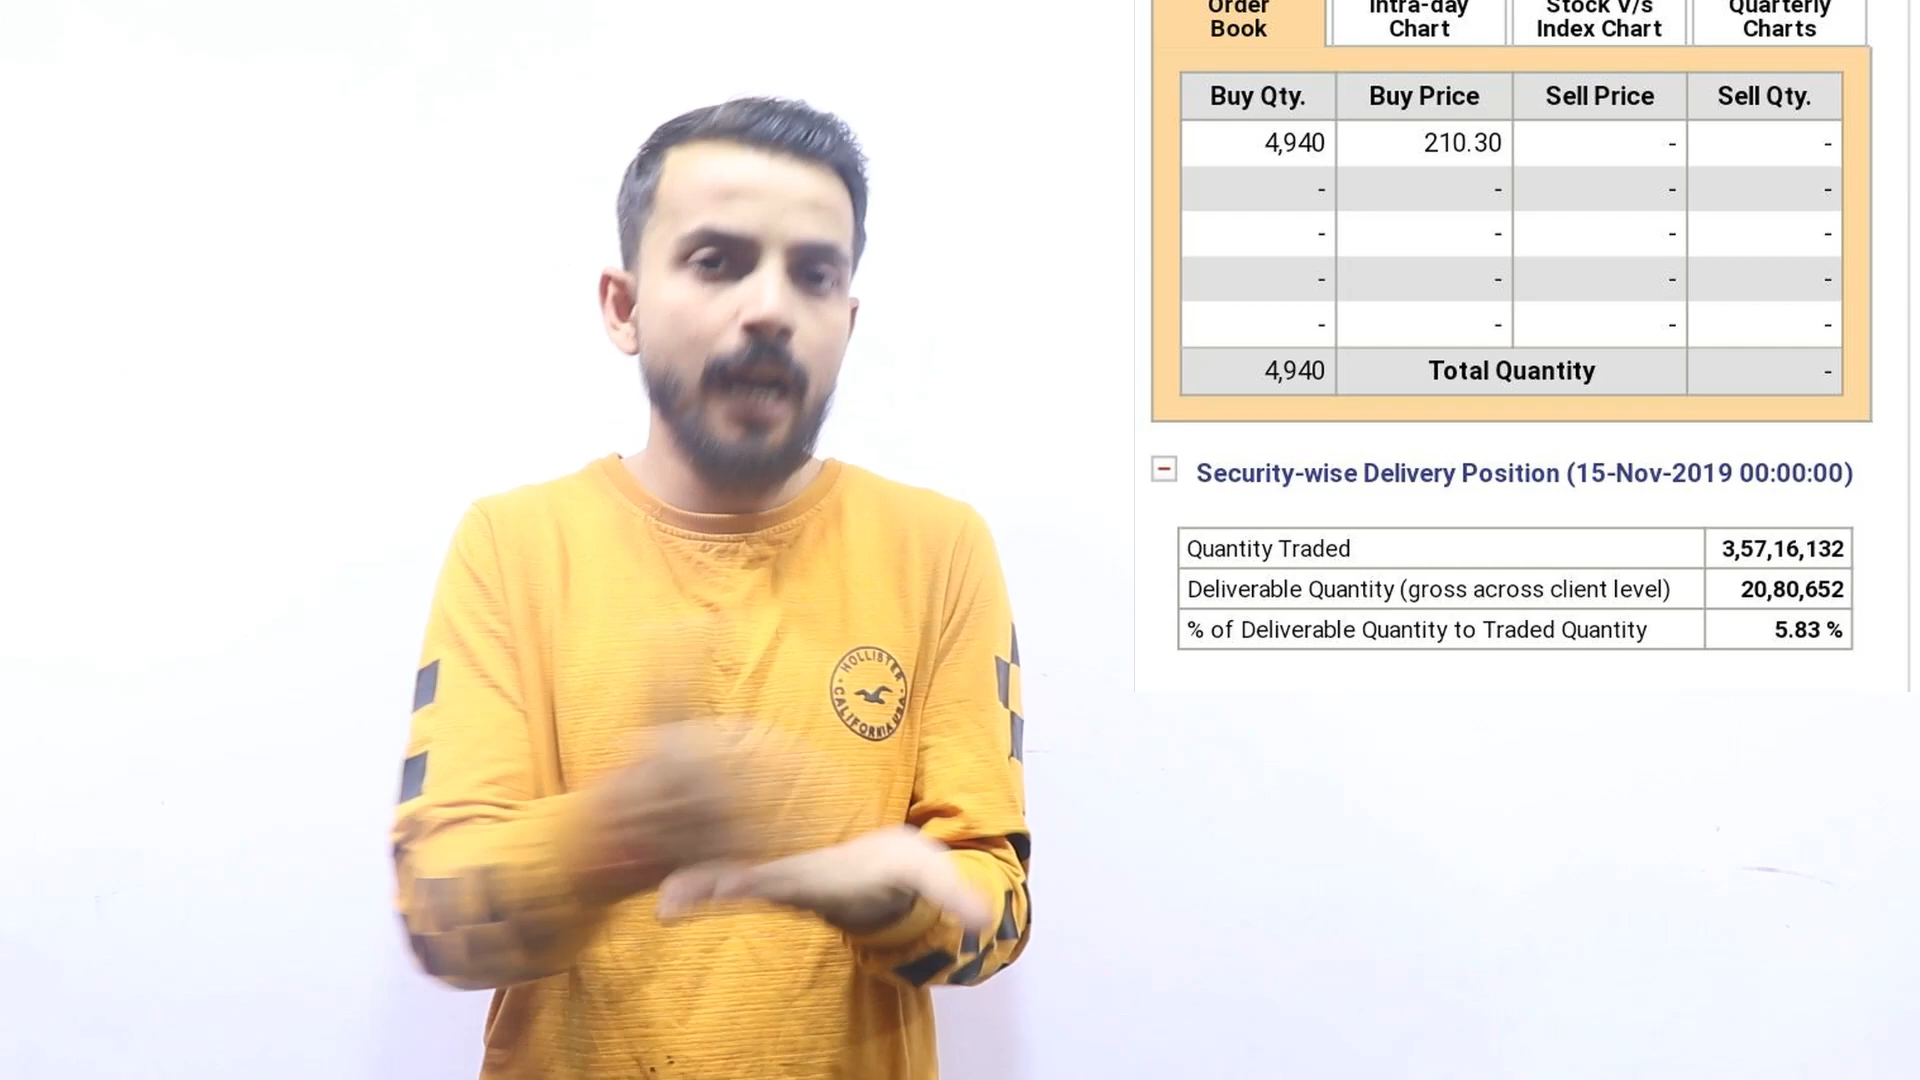 Order Intra-day Stock V/s Quarterly
Book Chart Index Chart Charts
Buy Qty. Buy Price Sell Price Sell Qty.
4,940 210.30 - -
- - - -
- - - -
- - - -
- - - -
4,940 Total Quantity -
Security-wise Delivery Position (15-Nov-2019 00:00:00)
Quantity Traded 3,57,16,132
Deliverable Quantity (gross across client level) 20,80,652
% of Deliverable Quantity to Traded Quantity 5.83 %
HOLLISTER
CALIFORNIA USA